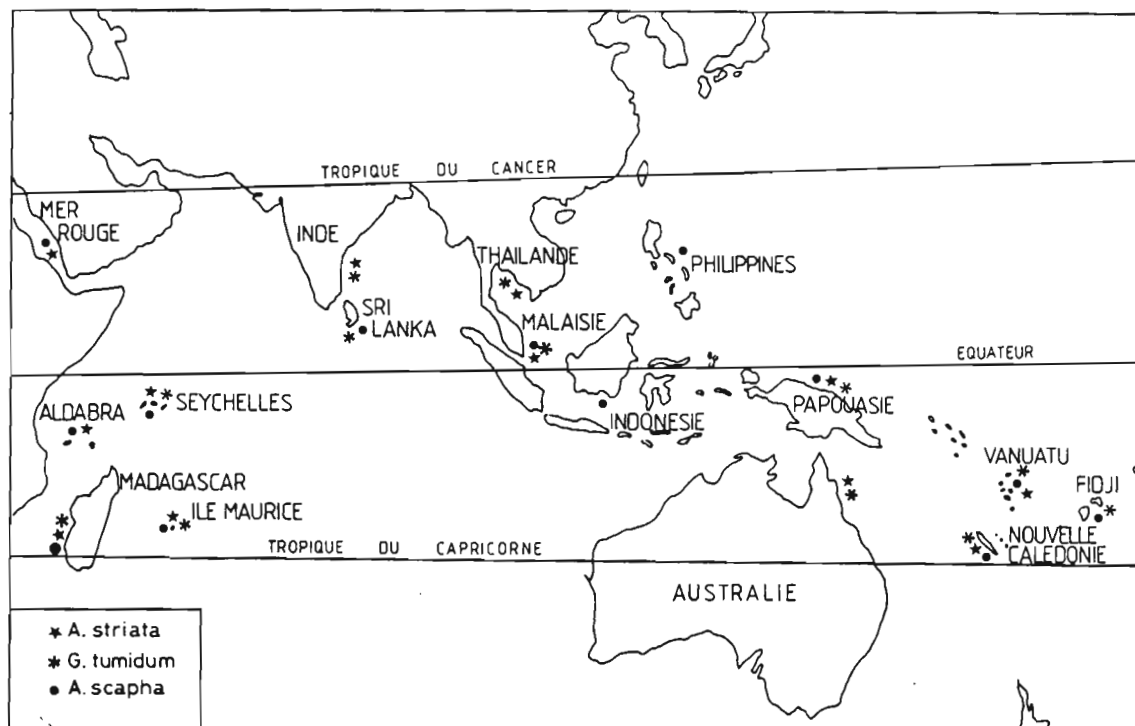 TROPIQUE DU CANCER
MER
ROUGE
INDE
THAILANDE
PHILIPPINES
SRI
LANKA
MALAISIE
EQUATEUR
ALDABRA
SEYCHELLES
INDONESIE
PAPOUASIE
VANUATU
FIDJI
MADAGASCAR
ILE MAURICE
NOUVELLE
CALEDONIE
TROPIQUE DU CAPRICORNE
AUSTRALIE
A. striata
G. tumidum
A. scapha